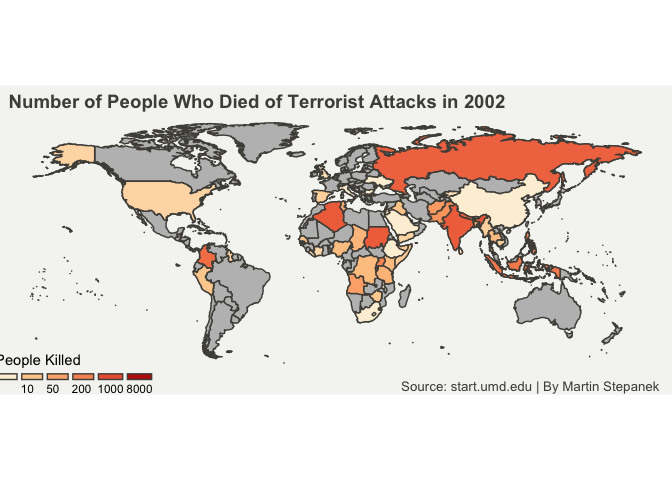 Number of People Who Died of Terrorist Attacks in 2002
People Killed
10 50 200 1000 8000
Source: start.umd.edu | By Martin Stepanek